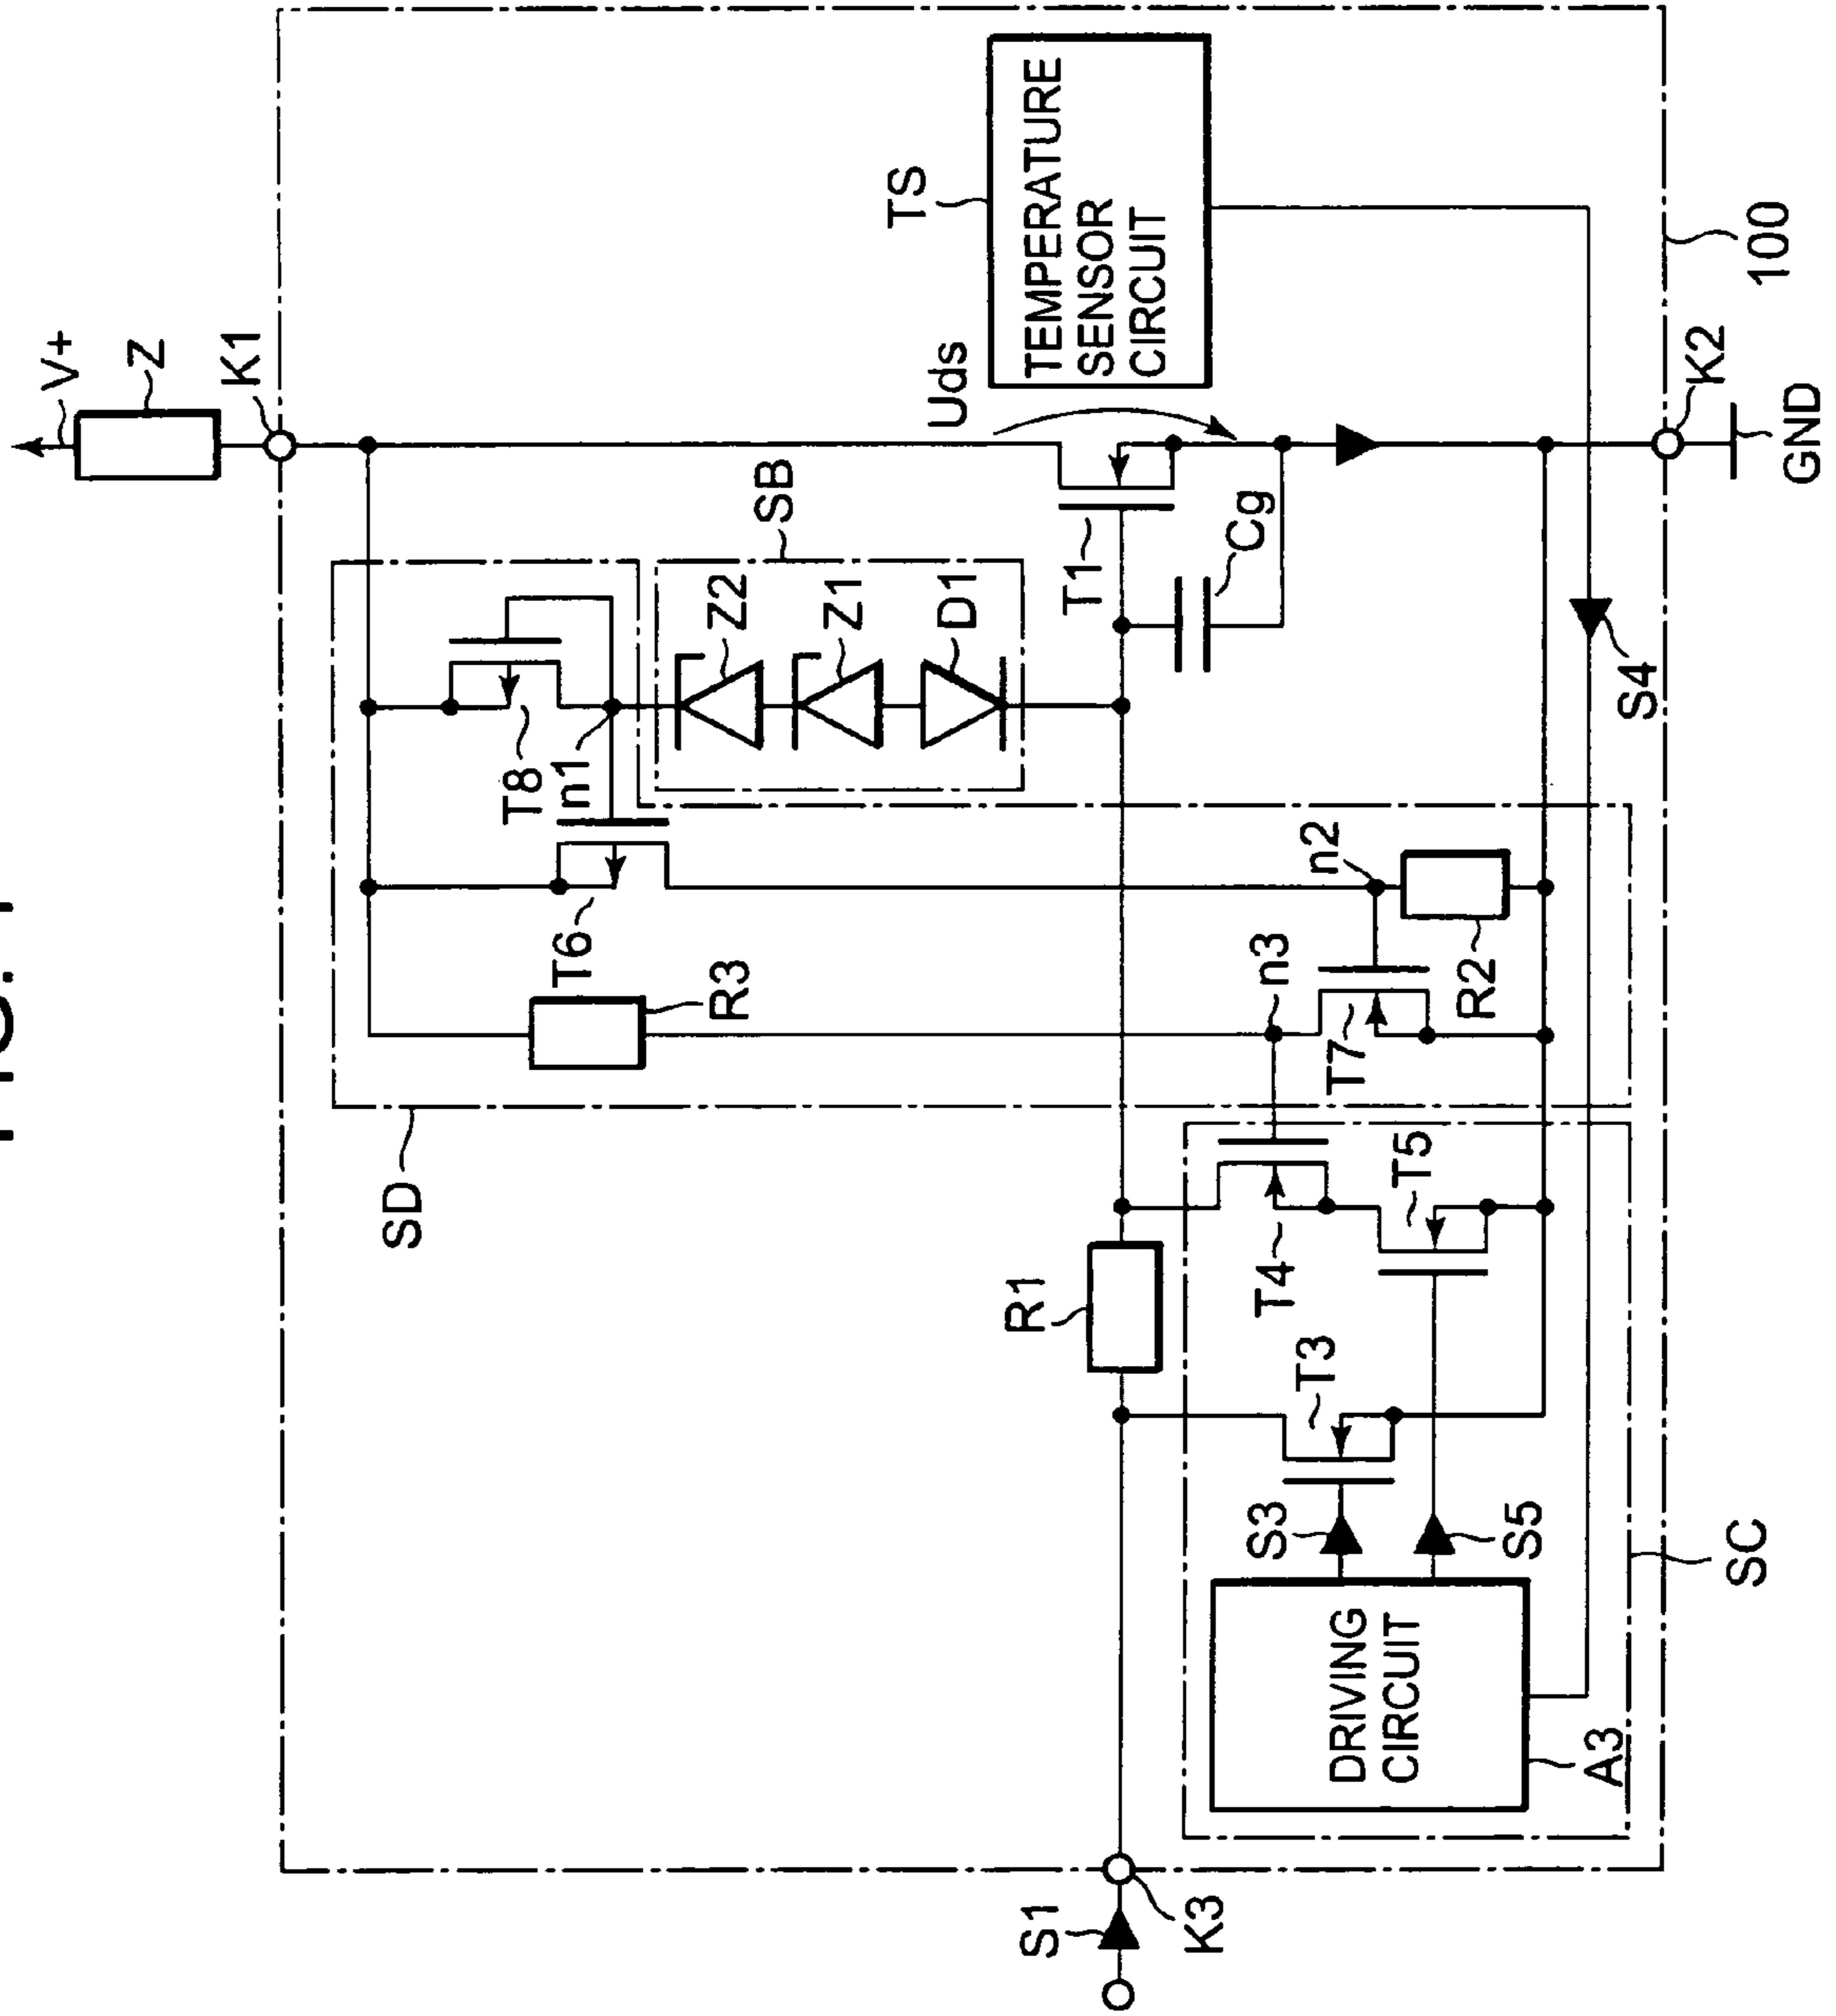 V+
Z
K1
SD
T8
n1
T6
R3
Z2
SB
Z1
D1
TS
Uds
R1
S1
T1
TEMPERATURE
SENSOR
CIRCUIT
K3
Cg
S3
T4
n3
T3
T7
n2
DRIVING
CIRCUIT
T5
R2
S5
A3
S4
K2
SC
100
GND